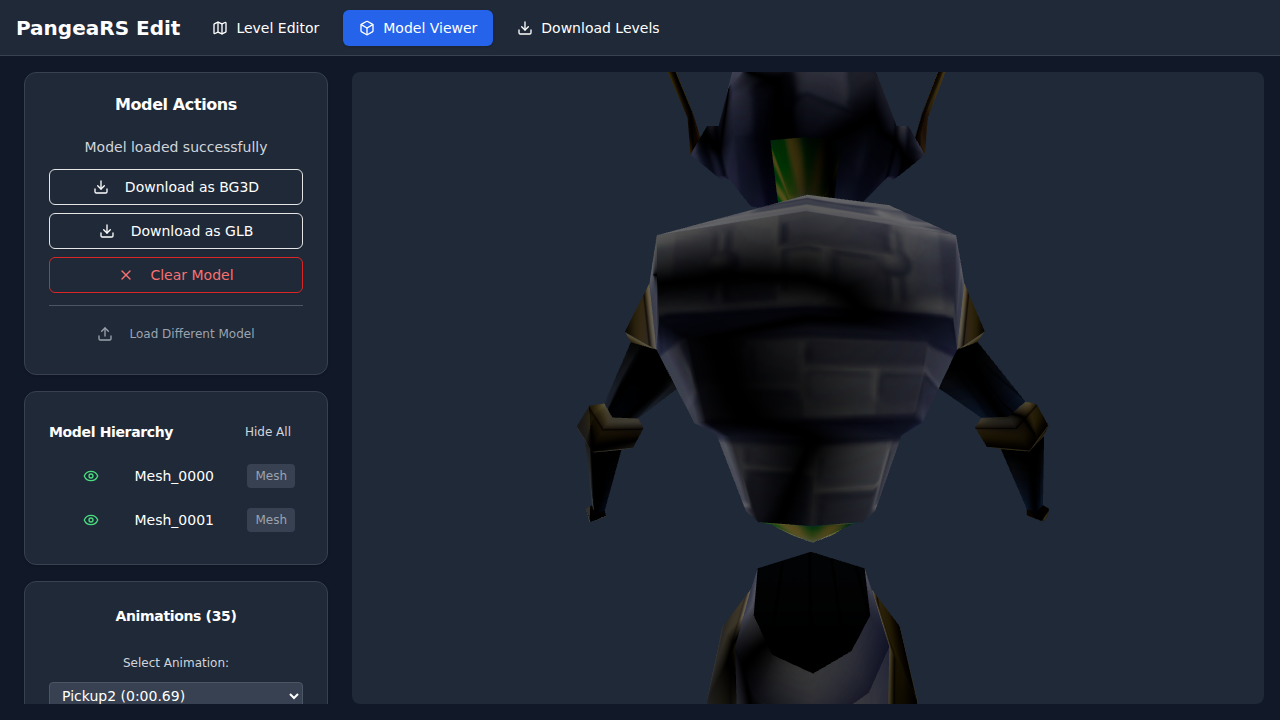 PangeaRS Edit
Level Editor
Model Viewer
Download Levels
Model Actions
Model loaded successfully
Download as BG3D
Download as GLB
Clear Model
Load Different Model
Model Hierarchy
Hide All
Mesh_0000
Mesh
Mesh_0001
Mesh
Animations (35)
Select Animation:
Pickup2 (0:00.69)